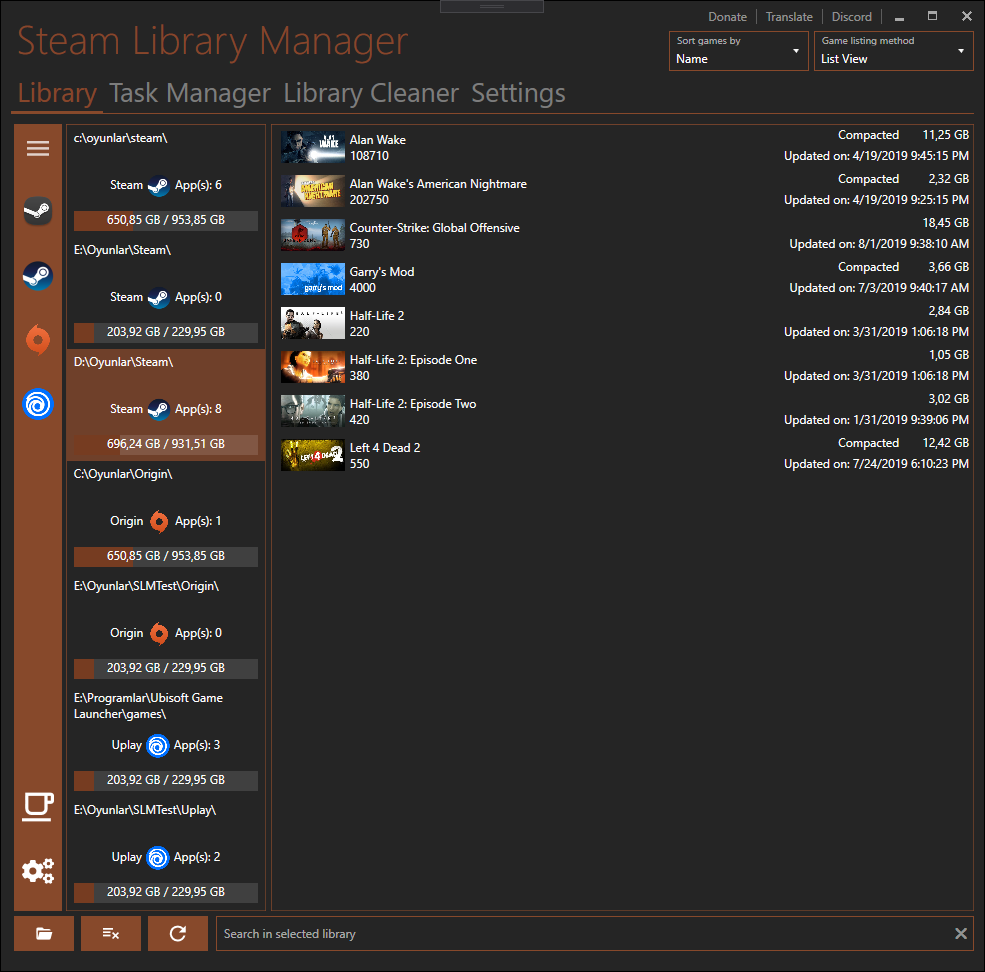 Donate
Translate
Discord
Steam Library Manager
Sort games by
Name
Game listing method
List View
Library
Task Manager
Library Cleaner
Settings
c:\oyunlar\steam\
Steam App(s): 6
650,85 GB / 953,85 GB
E:\Oyunlar\Steam\
Steam App(s): 0
203,92 GB / 229,95 GB
D:\Oyunlar\Steam\
Steam App(s): 8
696,24 GB / 931,51 GB
C:\Oyunlar\Origin\
Origin App(s): 1
650,85 GB / 953,85 GB
E:\Oyunlar\SLMTest\Origin\
Origin App(s): 0
203,92 GB / 229,95 GB
E:\Programlar\Ubisoft Game
Launcher\games\
Uplay App(s): 3
203,92 GB / 229,95 GB
E:\Oyunlar\SLMTest\Uplay\
Uplay App(s): 2
203,92 GB / 229,95 GB
Alan Wake Compacted 11,25 GB
108710 Updated on: 4/19/2019 9:45:15 PM
Alan Wake's American Nightmare Compacted 2,32 GB
202750 Updated on: 4/19/2019 9:25:15 PM
Counter-Strike: Global Offensive 18,45 GB
730 Updated on: 8/1/2019 9:38:10 AM
garry's mod
Garry's Mod Compacted 3,66 GB
4000 Updated on: 7/3/2019 9:40:17 AM
HALF-LIFE
Half-Life 2 2,84 GB
220 Updated on: 3/31/2019 1:06:18 PM
Half-Life 2: Episode One 1,05 GB
380 Updated on: 3/31/2019 1:06:18 PM
Half-Life 2: Episode Two 3,02 GB
420 Updated on: 1/31/2019 9:39:06 PM
LEFT 4 DEAD 2
Left 4 Dead 2 Compacted 12,42 GB
550 Updated on: 7/24/2019 6:10:23 PM
Search in selected library